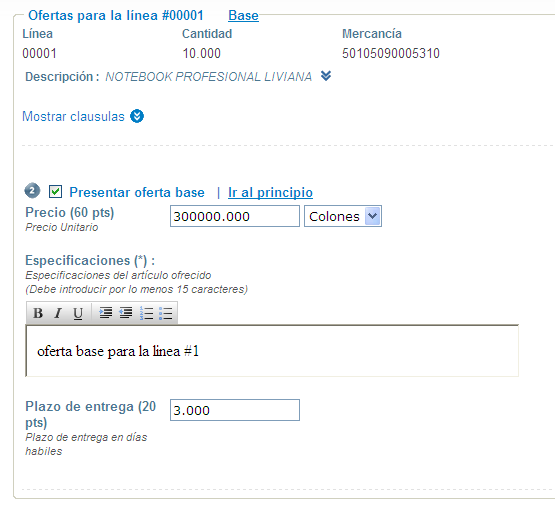 Ofertas para la línea #00001 Base
Línea Cantidad Mercancía
00001 10.000 50105090005310
Descripción : NOTEBOOK PROFESIONAL LIVIANA
Mostrar clausulas
2 Presentar oferta base | Ir al principio
Precio (60 pts) 300000.000 Colones
Precio Unitario
Especificaciones (*) :
Especificaciones del artículo ofrecido
(Debe introducir por lo menos 15 caracteres)
B I U
oferta base para la linea #1
Plazo de entrega (20 3.000
pts)
Plazo de entrega en días
habiles